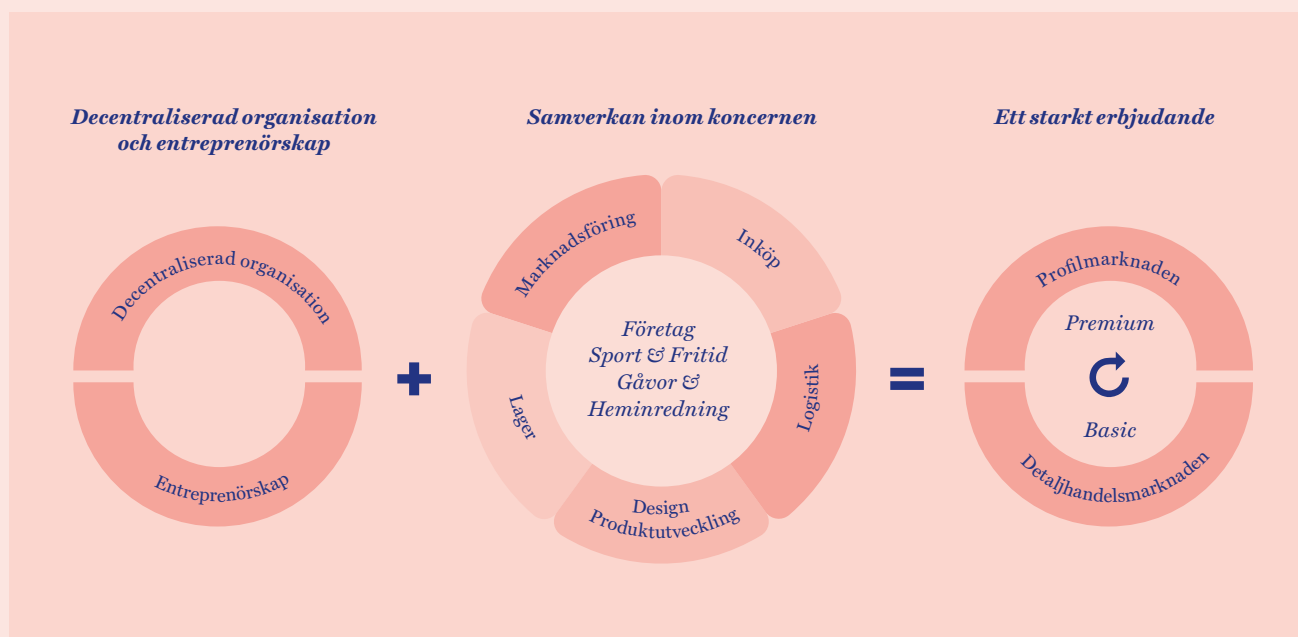 Decentraliserad organisation
och entreprenörskap
Decentraliserad organisation
Entreprenörskap
+
Samverkan inom koncernen
Marknadsföring
Inköp
Logistik
Design
Produktutveckling
Lager
Företag
Sport & Fritid
Gåvor &
Heminredning
=
Ett starkt erbjudande
Profilmarknaden
Premium
Basic
Detaljhandelsmarknaden